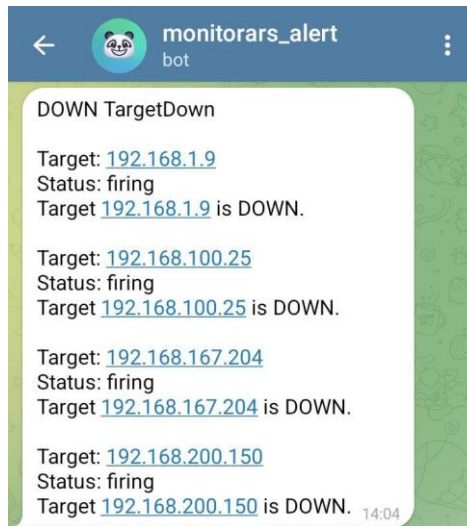 monitorars_alert
bot
DOWN TargetDown
Target: 192.168.1.9
Status: firing
Target 192.168.1.9 is DOWN.
Target: 192.168.100.25
Status: firing
Target 192.168.100.25 is DOWN.
Target: 192.168.167.204
Status: firing
Target 192.168.167.204 is DOWN.
Target: 192.168.200.150
Status: firing
Target 192.168.200.150 is DOWN. 14:04